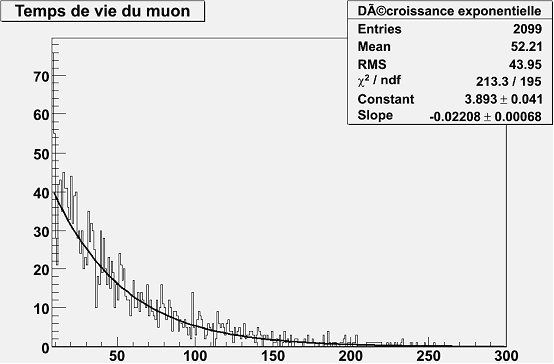 Temps de vie du muon
DÃ©croissance exponentielle
Entries 2099
Mean 52.21
RMS 43.95
χ² / ndf 213.3 / 195
Constant 3.893 ± 0.041
Slope -0.02208 ± 0.00068
70
60
50
40
30
20
10
0
50 100 150 200 250 300